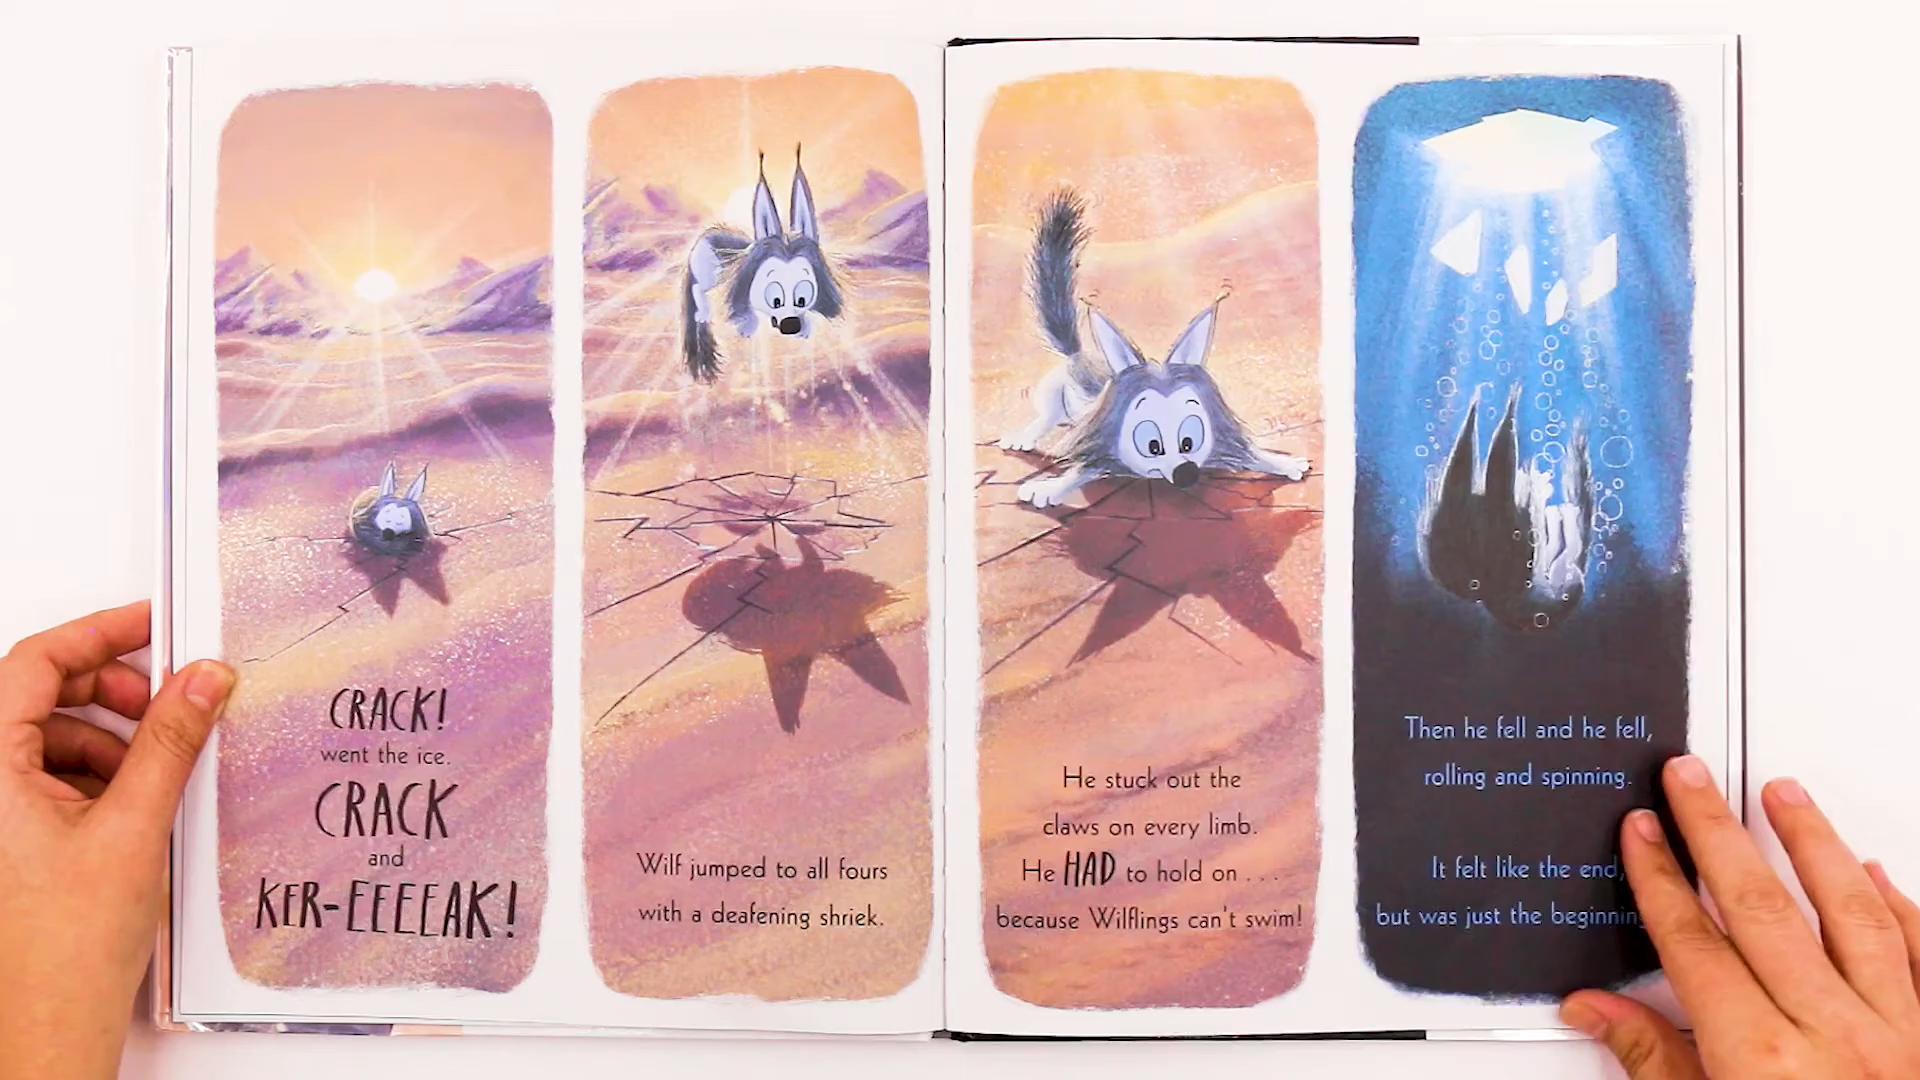 CRACK!
went the ice.
CRACK
and
KER-EEEEEAK!
Wilf jumped to all fours
with a deafening shriek.
He stuck out the
claws on every limb.
He HAD to hold on . . .
because Wilflings can't swim!
Then he fell and he fell,
rolling and spinning.
It felt like the end,
but was just the beginnin